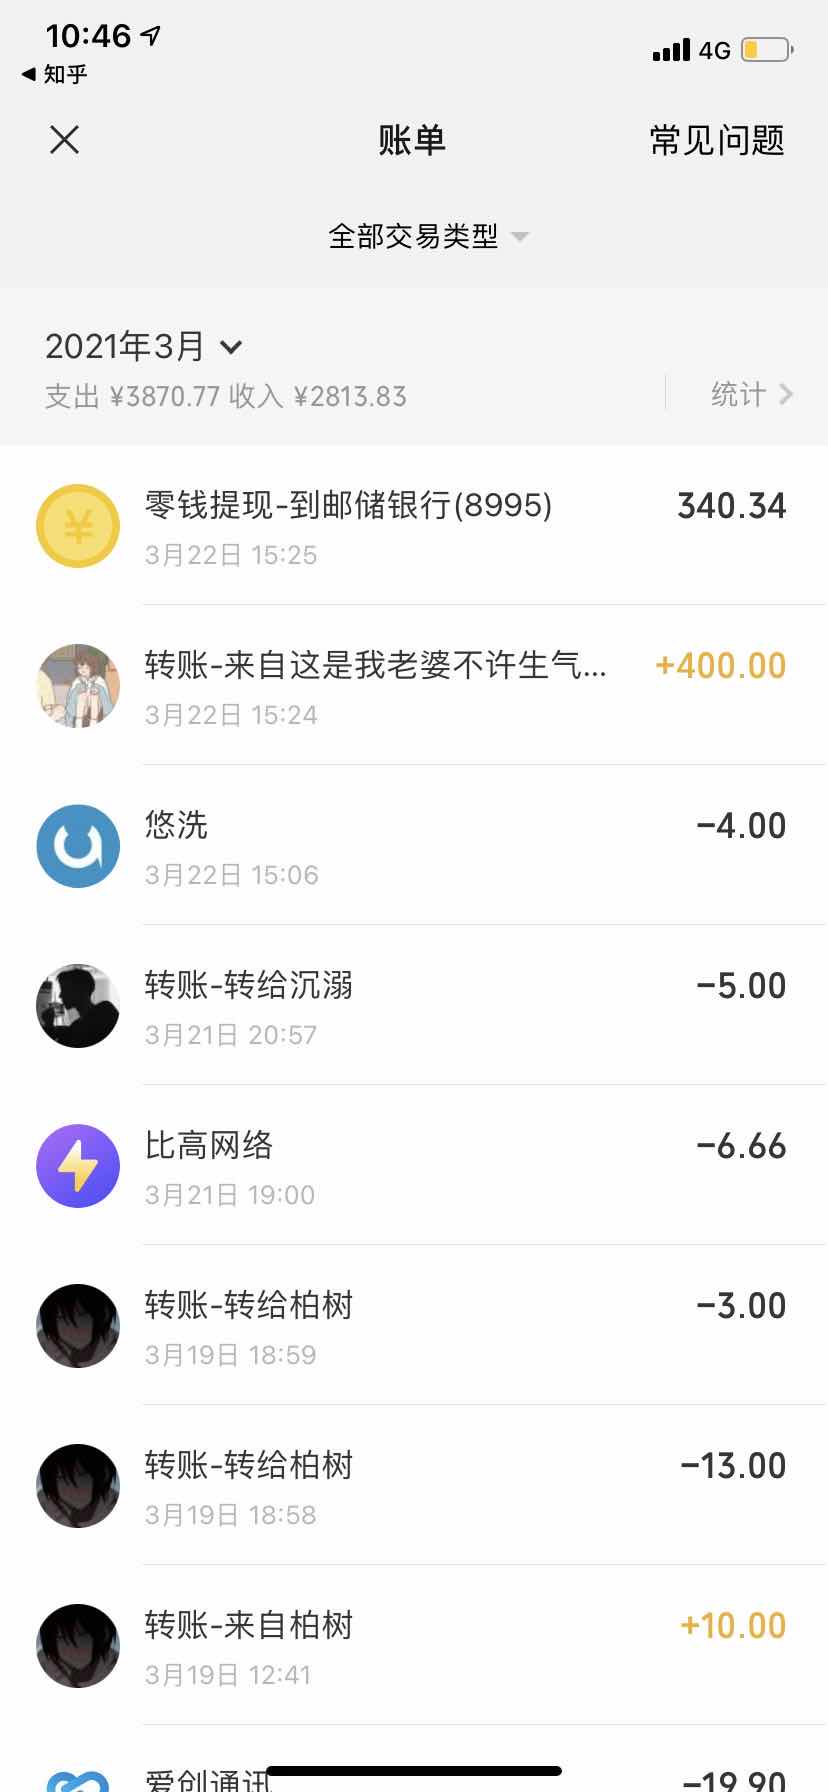 10:46
4G
◀ 知乎
账单
常见问题
全部交易类型
2021年3月
支出 ¥3870.77 收入 ¥2813.83
统计
零钱提现-到邮储银行(8995)
340.34
3月22日 15:25
转账-来自这是我老婆不许生气...
+400.00
3月22日 15:24
悠洗
-4.00
3月22日 15:06
转账-转给沉溺
-5.00
3月21日 20:57
比高网络
-6.66
3月21日 19:00
转账-转给柏树
-3.00
3月19日 18:59
转账-转给柏树
-13.00
3月19日 18:58
转账-来自柏树
+10.00
3月19日 12:41
爱创通讯
-19.90